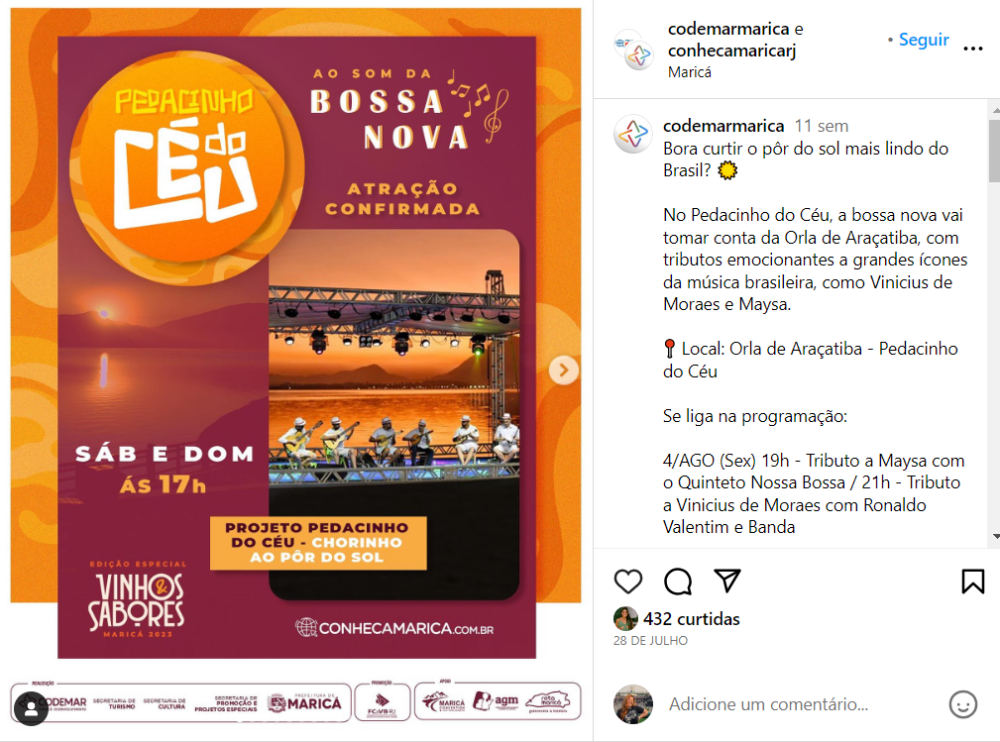 PEDACINHO
do
CÉU
AO SOM DA
BOSSA
NOVA
ATRAÇÃO
CONFIRMADA
SÁB E DOM
ÁS 17h
PROJETO PEDACINHO
DO CÉU - CHORINHO
AO PÔR DO SOL
EDIÇÃO ESPECIAL
VINHOS
&
SABORES
MARICÁ 2023
CONHECAMARICA.COM.BR
REALIZAÇÃO
CODEMAR
SECRETARIA DE
TURISMO
SECRETARIA DE
CULTURA
SECRETARIA DE
PROMOÇÃO E
PROJETOS ESPECIAIS
PREFEITURA DE
MARICÁ
PROMOÇÃO
FC/VB RJ
APOIO
MARICÁ
agm
rota
maricá
codemarmarica e
conhecamaricarj
Maricá
• Seguir
codemarmarica 11 sem
Bora curtir o pôr do sol mais lindo do
Brasil?
No Pedacinho do Céu, a bossa nova vai
tomar conta da Orla de Araçatiba, com
tributos emocionantes a grandes ícones
da música brasileira, como Vinicius de
Moraes e Maysa.
Local: Orla de Araçatiba - Pedacinho
do Céu
Se liga na programação:
4/AGO (Sex) 19h - Tributo a Maysa com
o Quinteto Nossa Bossa / 21h - Tributo
a Vinicius de Moraes com Ronaldo
Valentim e Banda
432 curtidas
28 DE JULHO
Adicione um comentário...